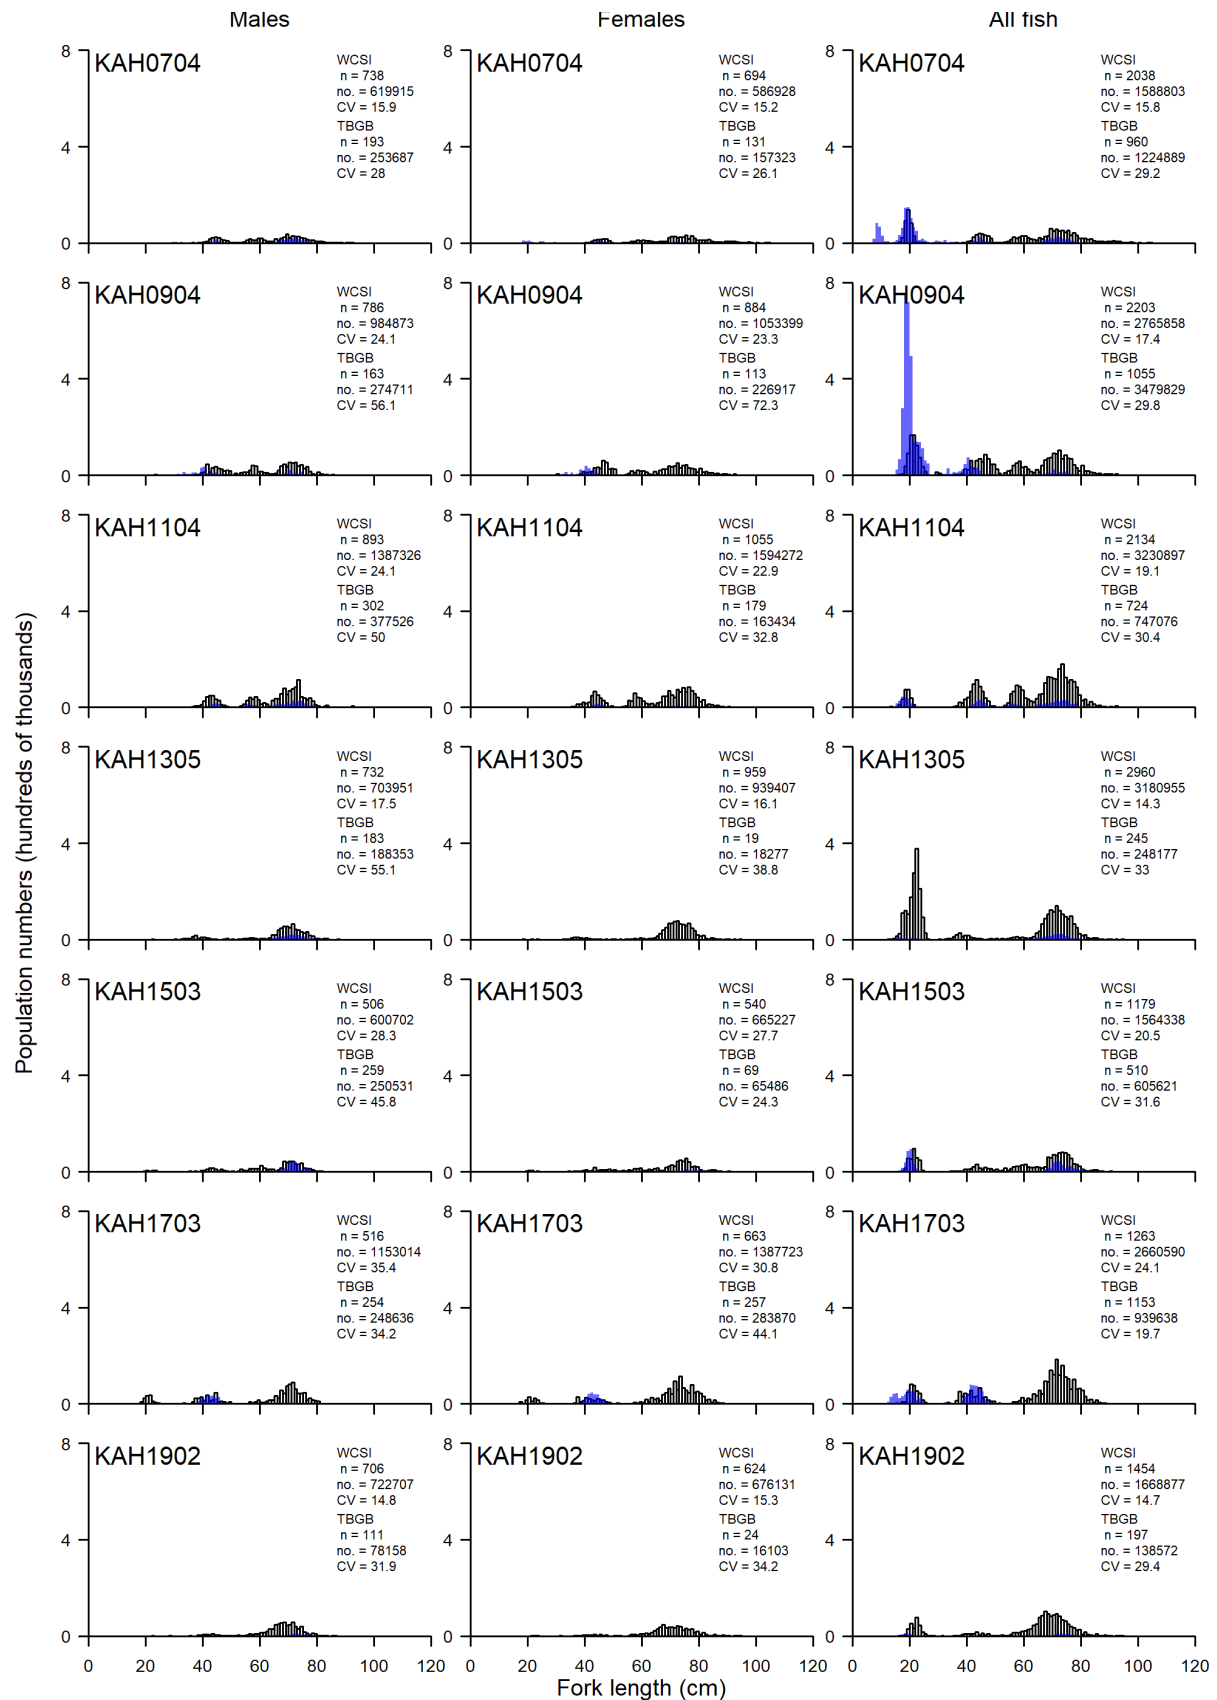 Males Females All fish
Population numbers (hundreds of thousands)
8
4
0
KAH0704
WCSI
n = 738
no. = 619915
CV = 15.9
TBGB
n = 193
no. = 253687
CV = 28
8
4
0
KAH0704
WCSI
n = 694
no. = 586928
CV = 15.2
TBGB
n = 131
no. = 157323
CV = 26.1
8
4
0
KAH0704
WCSI
n = 2038
no. = 1588803
CV = 15.8
TBGB
n = 960
no. = 1224889
CV = 29.2
8
4
0
KAH0904
WCSI
n = 786
no. = 984873
CV = 24.1
TBGB
n = 163
no. = 274711
CV = 56.1
8
4
0
KAH0904
WCSI
n = 884
no. = 1053399
CV = 23.3
TBGB
n = 113
no. = 226917
CV = 72.3
8
4
0
KAH0904
WCSI
n = 2203
no. = 2765858
CV = 17.4
TBGB
n = 1055
no. = 3479829
CV = 29.8
8
4
0
KAH1104
WCSI
n = 893
no. = 1387326
CV = 24.1
TBGB
n = 302
no. = 377526
CV = 50
8
4
0
KAH1104
WCSI
n = 1055
no. = 1594272
CV = 22.9
TBGB
n = 179
no. = 163434
CV = 32.8
8
4
0
KAH1104
WCSI
n = 2134
no. = 3230897
CV = 19.1
TBGB
n = 724
no. = 747076
CV = 30.4
8
4
0
KAH1305
WCSI
n = 732
no. = 703951
CV = 17.5
TBGB
n = 183
no. = 188353
CV = 55.1
8
4
0
KAH1305
WCSI
n = 959
no. = 939407
CV = 16.1
TBGB
n = 19
no. = 18277
CV = 38.8
8
4
0
KAH1305
WCSI
n = 2960
no. = 3180955
CV = 14.3
TBGB
n = 245
no. = 248177
CV = 33
8
4
0
KAH1503
WCSI
n = 506
no. = 600702
CV = 28.3
TBGB
n = 259
no. = 250531
CV = 45.8
8
4
0
KAH1503
WCSI
n = 540
no. = 665227
CV = 27.7
TBGB
n = 69
no. = 65486
CV = 24.3
8
4
0
KAH1503
WCSI
n = 1179
no. = 1564338
CV = 20.5
TBGB
n = 510
no. = 605621
CV = 31.6
8
4
0
KAH1703
WCSI
n = 516
no. = 1153014
CV = 35.4
TBGB
n = 254
no. = 248636
CV = 34.2
8
4
0
KAH1703
WCSI
n = 663
no. = 1387723
CV = 30.8
TBGB
n = 257
no. = 283870
CV = 44.1
8
4
0
KAH1703
WCSI
n = 1263
no. = 2660590
CV = 24.1
TBGB
n = 1153
no. = 939638
CV = 19.7
8
4
0
KAH1902
WCSI
n = 706
no. = 722707
CV = 14.8
TBGB
n = 111
no. = 78158
CV = 31.9
8
4
0
KAH1902
WCSI
n = 624
no. = 676131
CV = 15.3
TBGB
n = 24
no. = 16103
CV = 34.2
8
4
0
KAH1902
WCSI
n = 1454
no. = 1668877
CV = 14.7
TBGB
n = 197
no. = 138572
CV = 29.4
0 20 40 60 80 100 120 0 20 40 60 80 100 120 0 20 40 60 80 100 120
Fork length (cm)